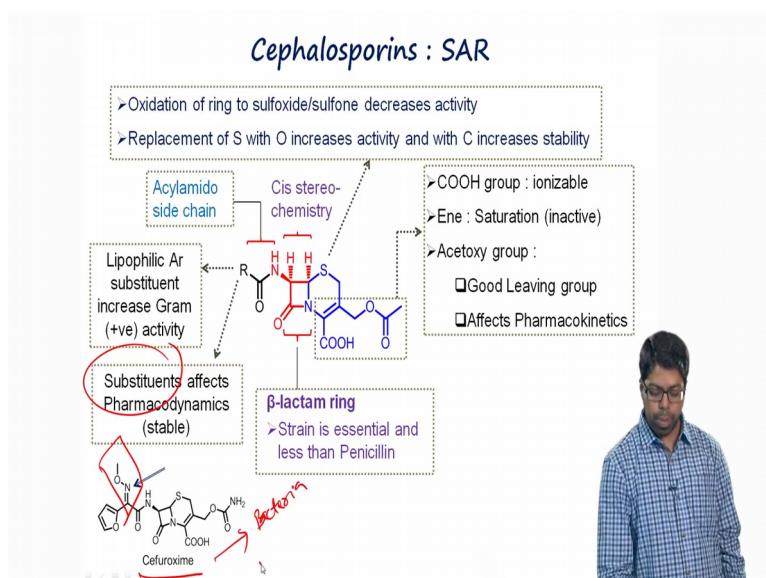 Cephalosporins : SAR
➢Oxidation of ring to sulfoxide/sulfone decreases activity
➢Replacement of S with O increases activity and with C increases stability
Acylamido
side chain
Cis stereo-
chemistry
➢COOH group : ionizable
➢Ene : Saturation (inactive)
➢Acetoxy group :
❑Good Leaving group
❑Affects Pharmacokinetics
Lipophilic Ar
substituent
increase Gram
(+ve) activity
H H H
R N S
O N O
O COOH O
Substituents affects
Pharmacodynamics
(stable)
β-lactam ring
➢Strain is essential and
less than Penicillin
O N H
N S NH2
O O N O O
O COOH
Cefuroxime
Bacteria